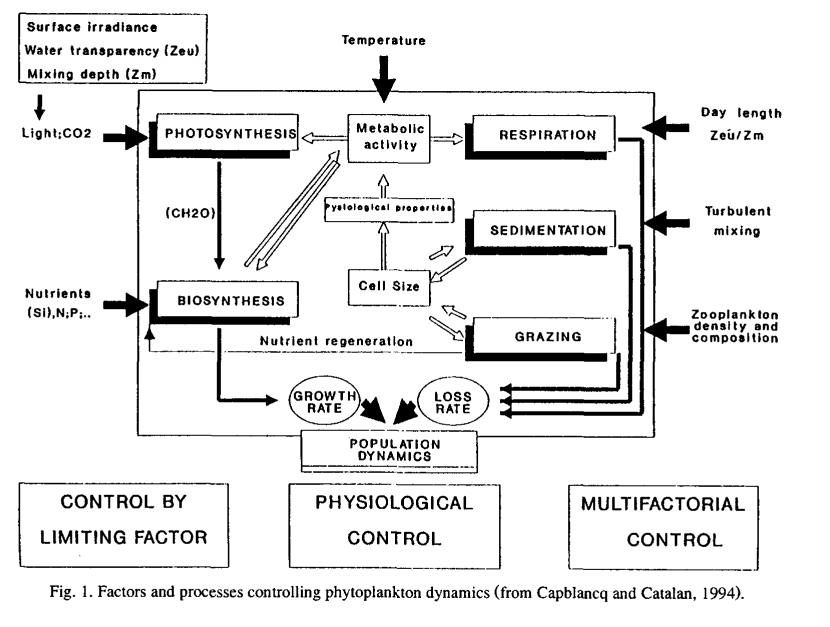 Surface irradiance
Water transparency (Zeu)
Mixing depth (Zm)
Temperature
Light;CO2
PHOTOSYNTHESIS
Metabolic
activity
RESPIRATION
Day length
Zeu/Zm
(CH2O)
Pysiological properties
SEDIMENTATION
Turbulent
mixing
Nutrients
(Si),N;P;..
BIOSYNTHESIS
Cell Size
GRAZING
Zooplankton
density and
composition
Nutrient regeneration
GROWTH
RATE
LOSS
RATE
POPULATION
DYNAMICS
CONTROL BY
LIMITING FACTOR
PHYSIOLOGICAL
CONTROL
MULTIFACTORIAL
CONTROL
Fig. 1. Factors and processes controlling phytoplankton dynamics (from Capblancq and Catalan, 1994).